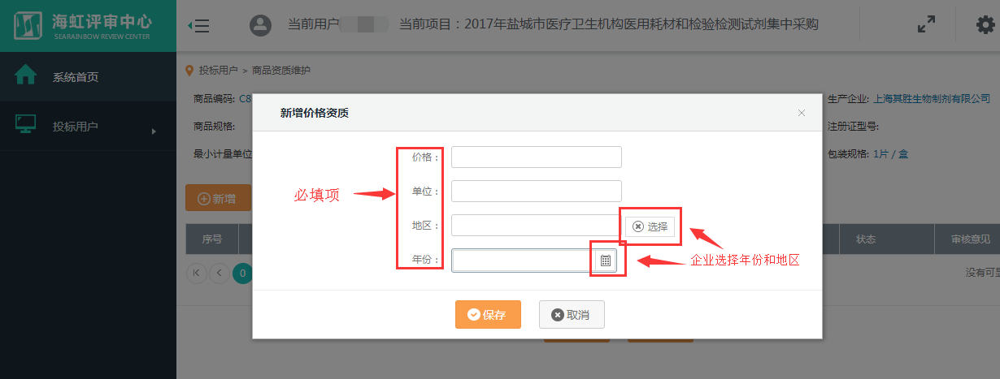 海虹评审中心
SEARAINBOW REVIEW CENTER
当前用户
当前项目：2017年盐城市医疗卫生机构医用耗材和检验检测试剂集中采购
系统首页
投标用户
投标用户 > 商品资质维护
商品编码: C8
生产企业: 上海其胜生物制剂有限公司
商品规格:
注册证型号:
最小计量单位
包装规格: 1片 / 盒
新增
序号
状态
审核意见
0
没有可显
新增价格资质
价格：
单位：
地区：
选择
年份：
必填项
企业选择年份和地区
保存
取消